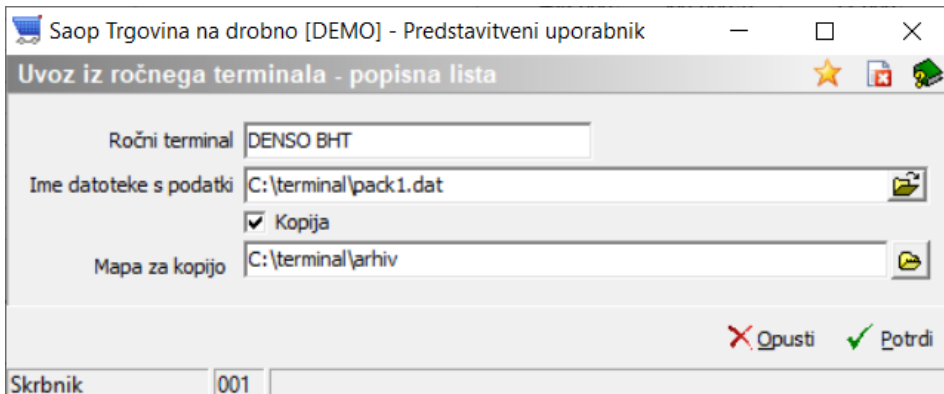 Saop Trgovina na drobno [DEMO] - Predstavitveni uporabnik
Uvoz iz ročnega terminala - popisna lista
Ročni terminal DENSO BHT
Ime datoteke s podatki C:\terminal\pack1.dat
Kopija
Mapa za kopijo C:\terminal\arhiv
Opusti Potrdi
Skrbnik 001